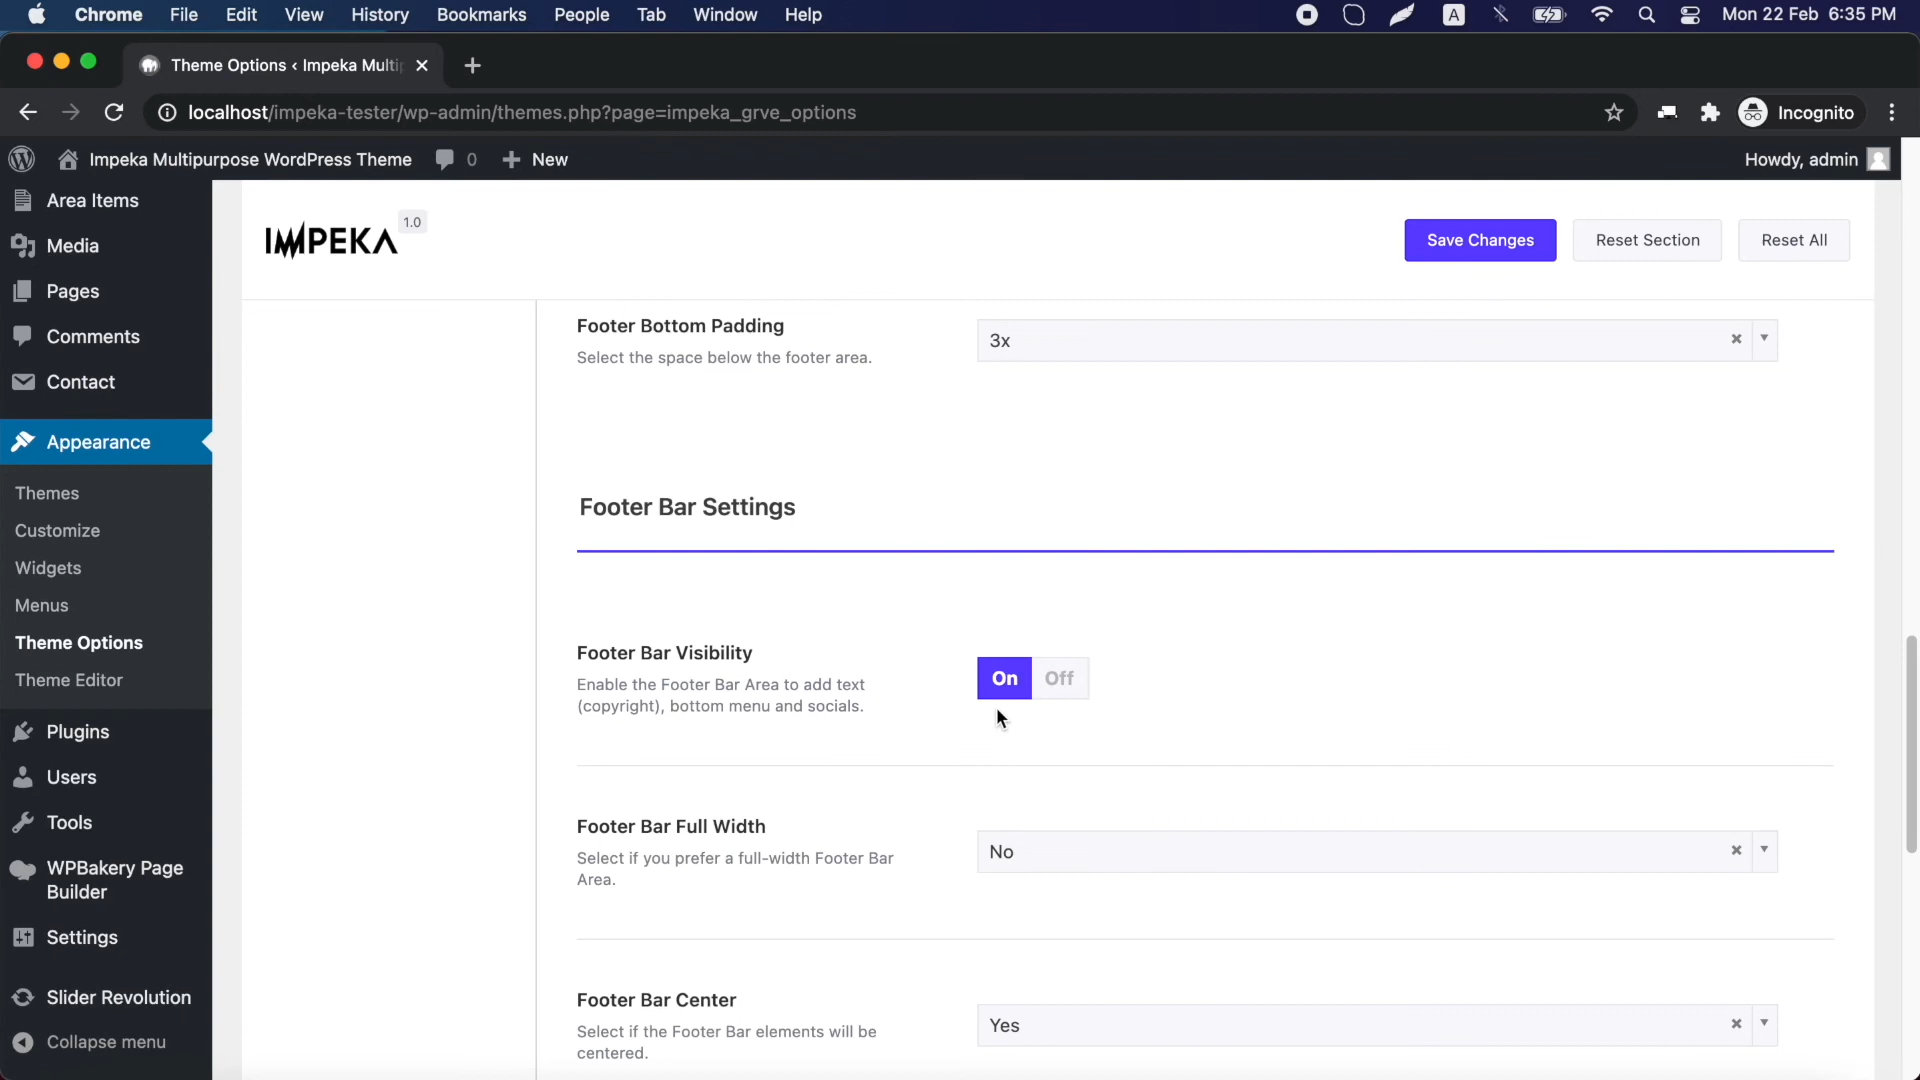 Chrome File Edit View History Bookmarks People Tab Window Help A Mon 22 Feb 6:35 PM
Theme Options ‹ Impeka Multip
localhost/impeka-tester/wp-admin/themes.php?page=impeka_grve_options Incognito
Impeka Multipurpose WordPress Theme 0 New Howdy, admin
Area Items
Media
Pages
Comments
Contact
Appearance
Themes
Customize
Widgets
Menus
Theme Options
Theme Editor
Plugins
Users
Tools
WPBakery Page
Builder
Settings
Slider Revolution
Collapse menu
IMPEKA 1.0
Save Changes Reset Section Reset All
Footer Bottom Padding
Select the space below the footer area.
3x
Footer Bar Settings
Footer Bar Visibility
Enable the Footer Bar Area to add text
(copyright), bottom menu and socials.
On Off
Footer Bar Full Width
Select if you prefer a full-width Footer Bar
Area.
No
Footer Bar Center
Select if the Footer Bar elements will be
centered.
Yes